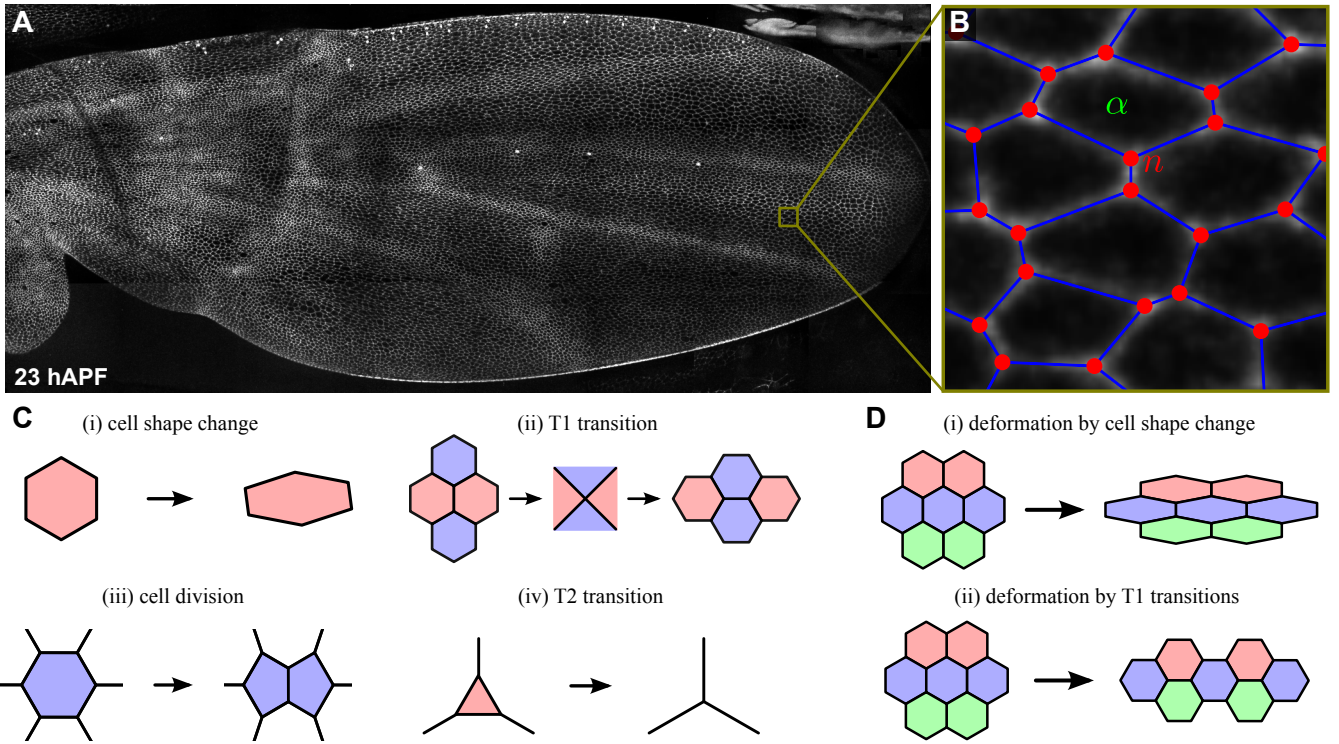 A
23 hAPF
B
α
n
C
(i) cell shape change
(ii) T1 transition
(iii) cell division
(iv) T2 transition
D
(i) deformation by cell shape change
(ii) deformation by T1 transitions